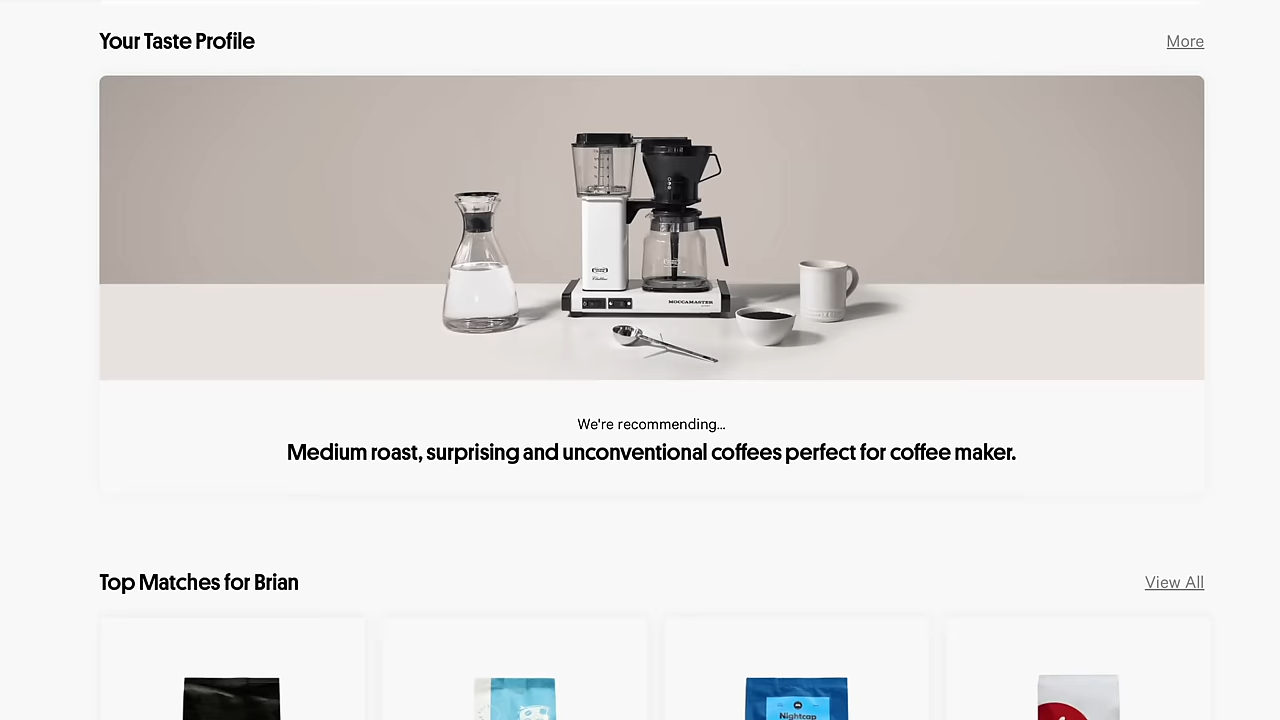 Your Taste Profile
More
MOCCAMASTER
We're recommending...
Medium roast, surprising and unconventional coffees perfect for coffee maker.
Top Matches for Brian
View All
Nightcap